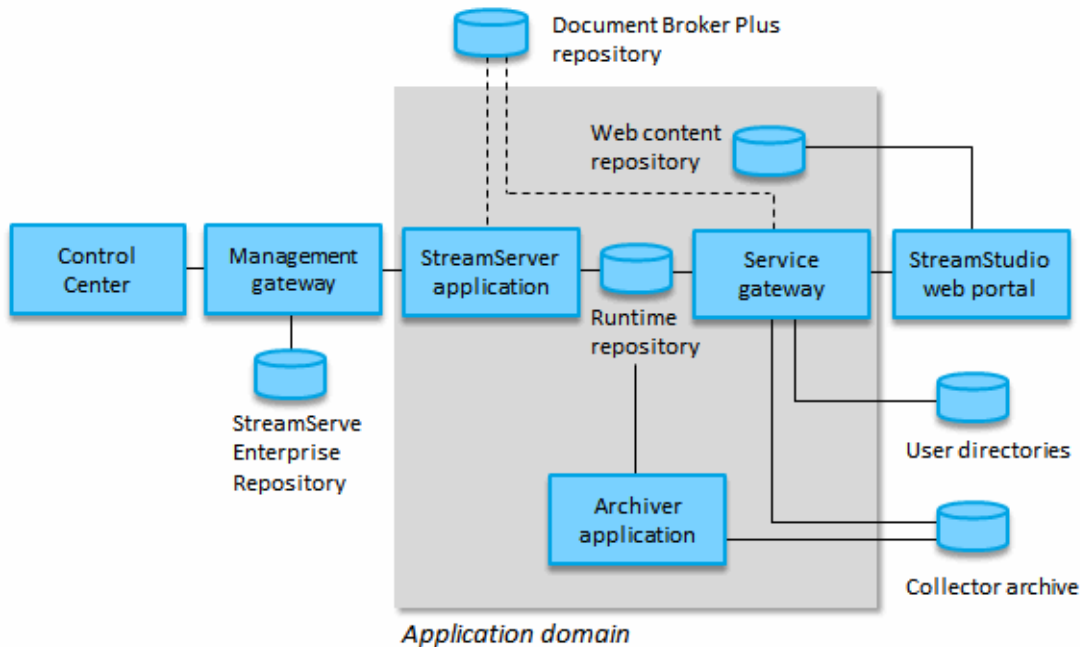 Document Broker Plus
repository
Web content
repository
Control
Center
Management
gateway
StreamServer
application
Service
gateway
StreamStudio
web portal
Runtime
repository
StreamServe
Enterprise
Repository
User directories
Archiver
application
Collector archive
Application domain